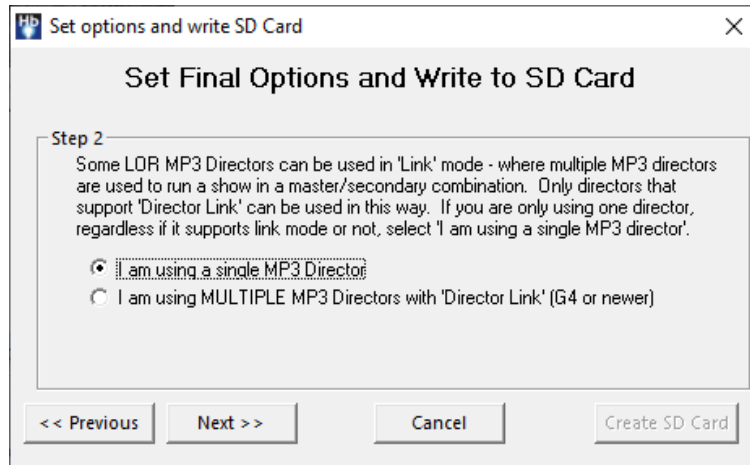 Hb Set options and write SD Card
Set Final Options and Write to SD Card
Step 2
Some LOR MP3 Directors can be used in 'Link' mode - where multiple MP3 directors
are used to run a show in a master/secondary combination. Only directors that
support 'Director Link' can be used in this way. If you are only using one director,
regardless if it supports link mode or not, select 'I am using a single MP3 director'.
I am using a single MP3 Director
I am using MULTIPLE MP3 Directors with 'Director Link' (G4 or newer)
<< Previous Next >> Cancel Create SD Card